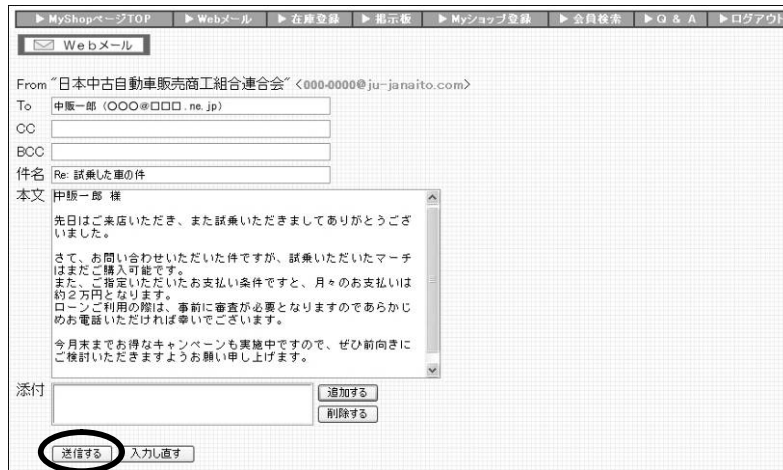 ▶ MyShopページTOP ▶ Webメール ▶ 在庫登録 ▶ 掲示板 ▶ Myショップ登録 ▶ 会員検索 ▶ Q & A ▶ ログアウト
Webメール
From "日本中古自動車販売商工組合連合会" <000-0000@ju-janaito.com>
To 中販一郎（○○○@□□□.ne.jp）
CC
BCC
件名 Re: 試乗した車の件
本文 中販一郎 様
先日はご来店いただき、また試乗いただきましてありがとうござ
いました。
さて、お問い合わせいただいた件ですが、試乗いただいたマーチ
はまだご購入可能です。
また、ご指定いただいたお支払い条件ですと、月々のお支払いは
約２万円となります。
ローンご利用の際は、事前に審査が必要となりますのであらかじ
めお電話いただければ幸いでございます。
今月末までお得なキャンペーンも実施中ですので、ぜひ前向きに
ご検討いただきますようお願い申し上げます。
添付 追加する
削除する
送信する 入力し直す